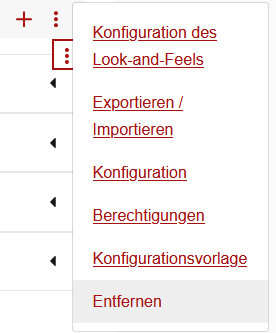 Konfiguration des
Look-and-Feels
Exportieren /
Importieren
Konfiguration
Berechtigungen
Konfigurationsvorlage
Entfernen